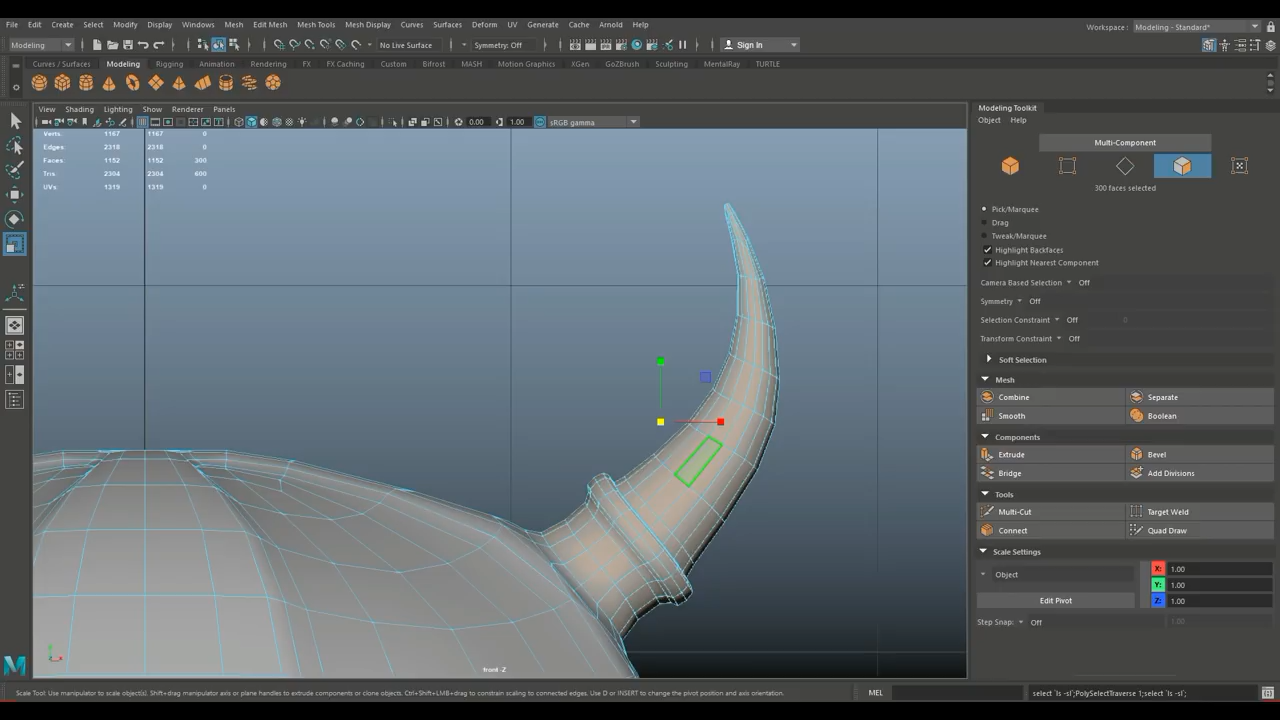 File Edit Create Select Modify Display Windows Mesh Edit Mesh Mesh Tools Mesh Display Curves Surfaces Deform UV Generate Cache Arnold Help
Workspace : Modeling - Standard*
Modeling No Live Surface Symmetry: Off Sign In
Curves / Surfaces Modeling Rigging Animation Rendering FX FX Caching Custom Bifrost MASH Motion Graphics XGen GoZBrush Sculpting MentalRay TURTLE
View Shading Lighting Show Renderer Panels
0.00 1.00 sRGB gamma
Verts: 1167 1167 0
Edges: 2318 2318 0
Faces: 1152 1152 300
Tris: 2304 2304 600
UVs: 1319 1319 0
front -Z
Modeling Toolkit
Object Help
Multi-Component
300 faces selected
Pick/Marquee
Drag
Tweak/Marquee
Highlight Backfaces
Highlight Nearest Component
Camera Based Selection Off
Symmetry Off
Selection Constraint Off 0
Transform Constraint Off
Soft Selection
Mesh
Combine Separate
Smooth Boolean
Components
Extrude Bevel
Bridge Add Divisions
Tools
Multi-Cut Target Weld
Connect Quad Draw
Scale Settings
Object X: 1.00
Y: 1.00
Edit Pivot Z: 1.00
Step Snap: Off 1.00
Scale Tool: Use manipulator to scale object(s). Shift+drag manipulator axis or plane handles to extrude components or clone objects. Ctrl+Shift+LMB+drag to constrain scaling to connected edges. Use D or INSERT to change the pivot position and axis orientation.
MEL select `ls -sl`;PolySelectTraverse 1;select `ls -sl`;